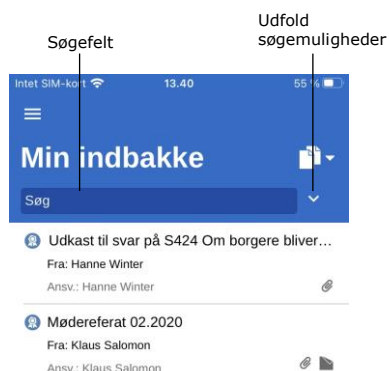 Søgefelt
Udfold
søgemuligheder
Intet SIM-kort 13.40 55 %
Min indbakke
Søg
Udkast til svar på S424 Om borgere bliver…
Fra: Hanne Winter
Ansv.: Hanne Winter
Mødereferat 02.2020
Fra: Klaus Salomon
Ansv.: Klaus Salomon